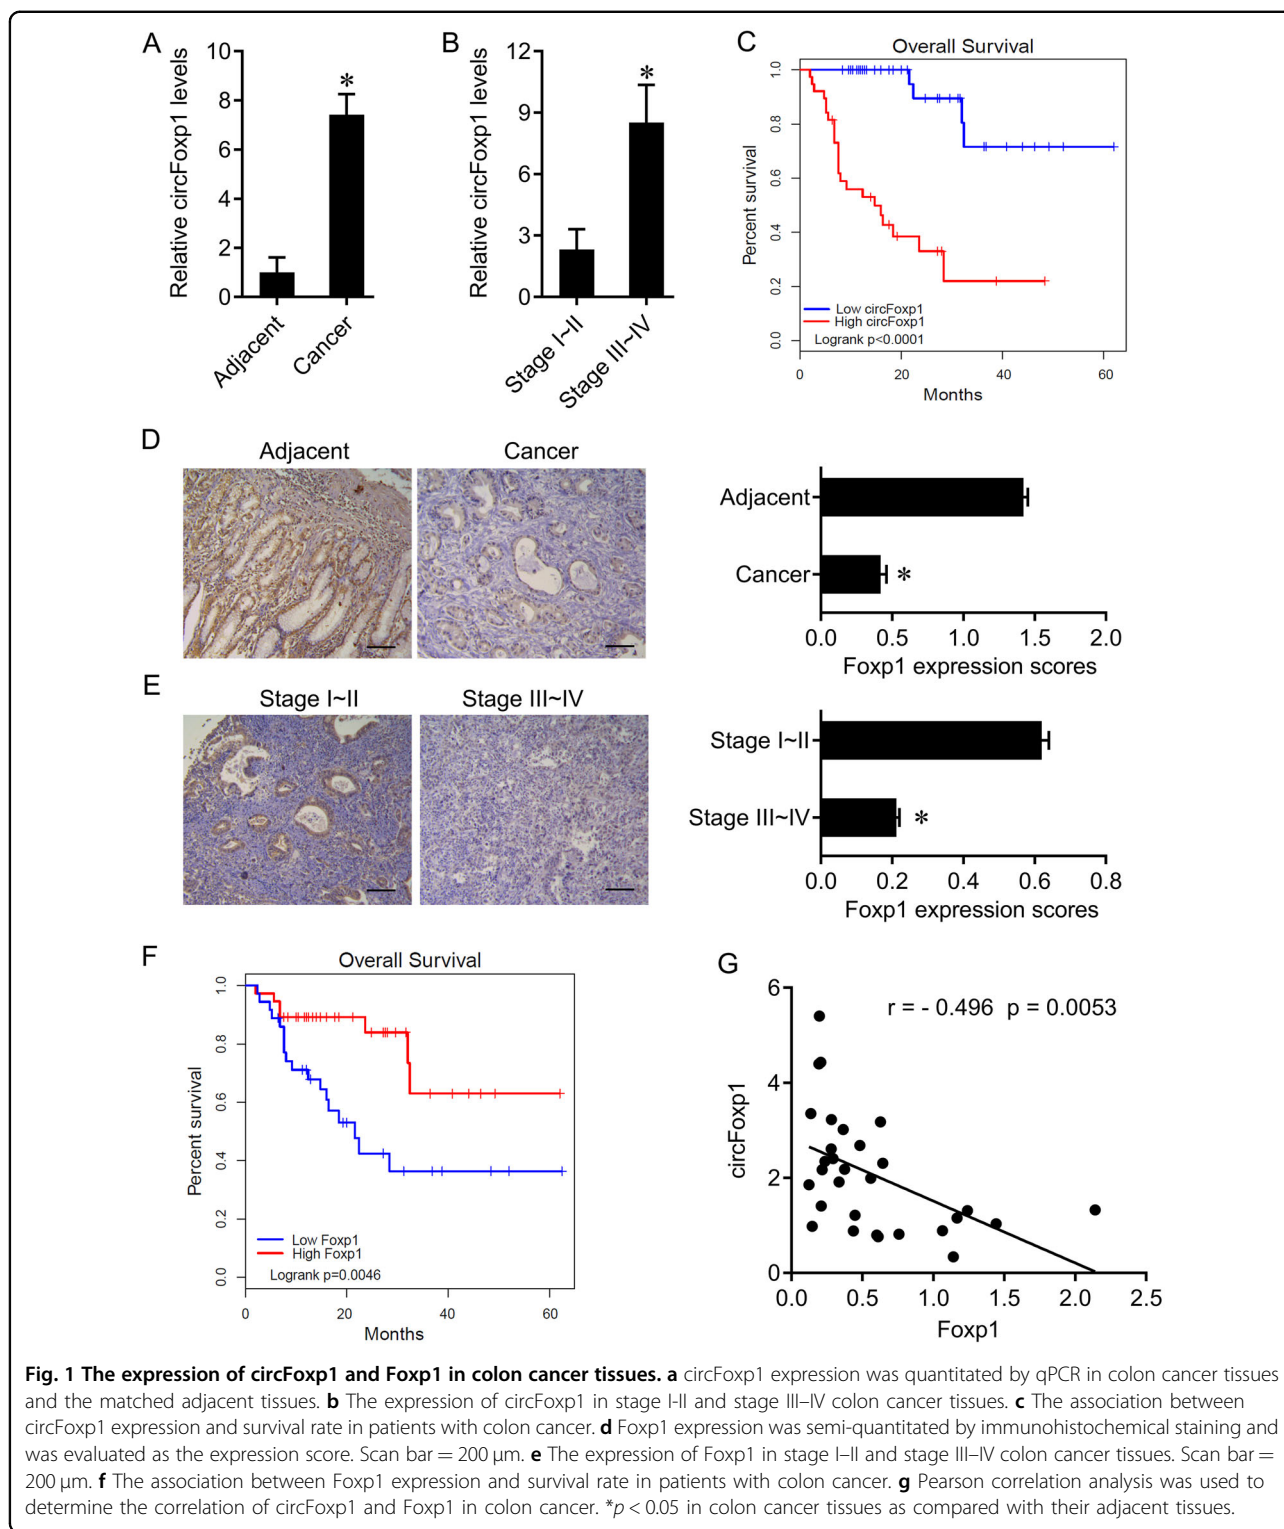 A
Relative circFoxp1 levels
10
8
6
4
2
0
*
Adjacent
Cancer
B
Relative circFoxp1 levels
12
9
6
3
0
*
Stage I~II
Stage III~IV
C
Overall Survival
Percent survival
1.0
0.8
0.6
0.4
0.2
0.0
Low circFoxp1
High circFoxp1
Logrank p<0.0001
0 20 40 60
Months
D
Adjacent
Cancer
Adjacent
Cancer
*
0.0 0.5 1.0 1.5 2.0
Foxp1 expression scores
E
Stage I~II
Stage III~IV
Stage I~II
Stage III~IV
*
0.0 0.2 0.4 0.6 0.8
Foxp1 expression scores
F
Overall Survival
Percent survival
1.0
0.8
0.6
0.4
0.2
0.0
Low Foxp1
High Foxp1
Logrank p=0.0046
0 20 40 60
Months
G
circFoxp1
6
4
2
0
r = - 0.496 p = 0.0053
0.0 0.5 1.0 1.5 2.0 2.5
Foxp1
Fig. 1 The expression of circFoxp1 and Foxp1 in colon cancer tissues. a circFoxp1 expression was quantitated by qPCR in colon cancer tissues
and the matched adjacent tissues. b The expression of circFoxp1 in stage I-II and stage III–IV colon cancer tissues. c The association between
circFoxp1 expression and survival rate in patients with colon cancer. d Foxp1 expression was semi-quantitated by immunohistochemical staining and
was evaluated as the expression score. Scan bar = 200 μm. e The expression of Foxp1 in stage I–II and stage III–IV colon cancer tissues. Scan bar =
200 μm. f The association between Foxp1 expression and survival rate in patients with colon cancer. g Pearson correlation analysis was used to
determine the correlation of circFoxp1 and Foxp1 in colon cancer. *p < 0.05 in colon cancer tissues as compared with their adjacent tissues.